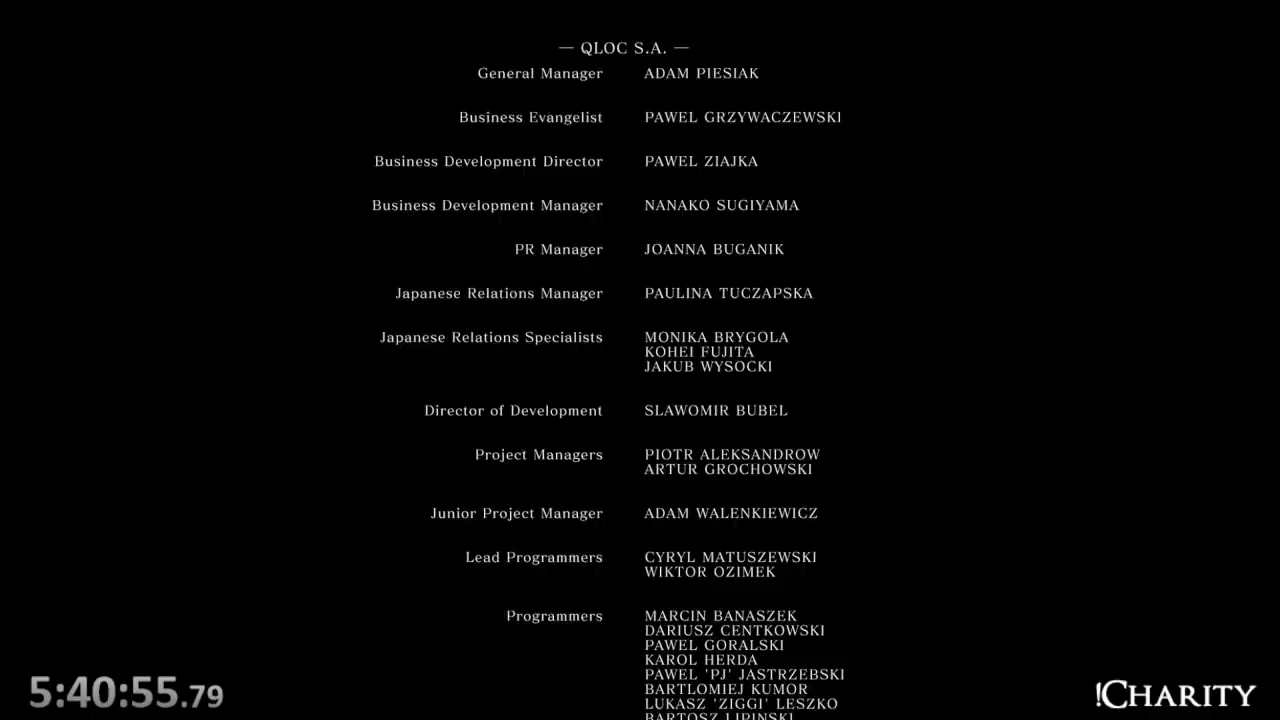 — QLOC S.A. —
General Manager ADAM PIESIAK
Business Evangelist PAWEL GRZYWACZEWSKI
Business Development Director PAWEL ZIAJKA
Business Development Manager NANAKO SUGIYAMA
PR Manager JOANNA BUGANIK
Japanese Relations Manager PAULINA TUCZAPSKA
Japanese Relations Specialists MONIKA BRYGOLA
KOHEI FUJITA
JAKUB WYSOCKI
Director of Development SLAWOMIR BUBEL
Project Managers PIOTR ALEKSANDROW
ARTUR GROCHOWSKI
Junior Project Manager ADAM WALENKIEWICZ
Lead Programmers CYRYL MATUSZEWSKI
WIKTOR OZIMEK
Programmers MARCIN BANASZEK
DARIUSZ CENTKOWSKI
PAWEL GORALSKI
KAROL HERDA
PAWEL 'PJ' JASTRZEBSKI
BARTLOMIEJ KUMOR
LUKASZ 'ZIGGI' LESZKO
BARTOSZ LIPINSKI
5:40:55.79
!CHARITY